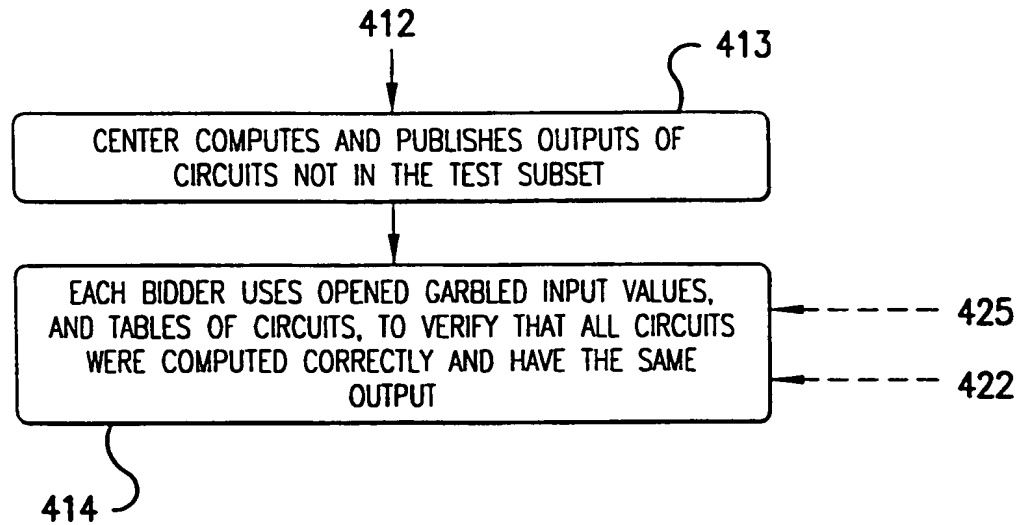 412
413
CENTER COMPUTES AND PUBLISHES OUTPUTS OF
CIRCUITS NOT IN THE TEST SUBSET
EACH BIDDER USES OPENED GARBLED INPUT VALUES,
AND TABLES OF CIRCUITS, TO VERIFY THAT ALL CIRCUITS
WERE COMPUTED CORRECTLY AND HAVE THE SAME
OUTPUT
425
422
414